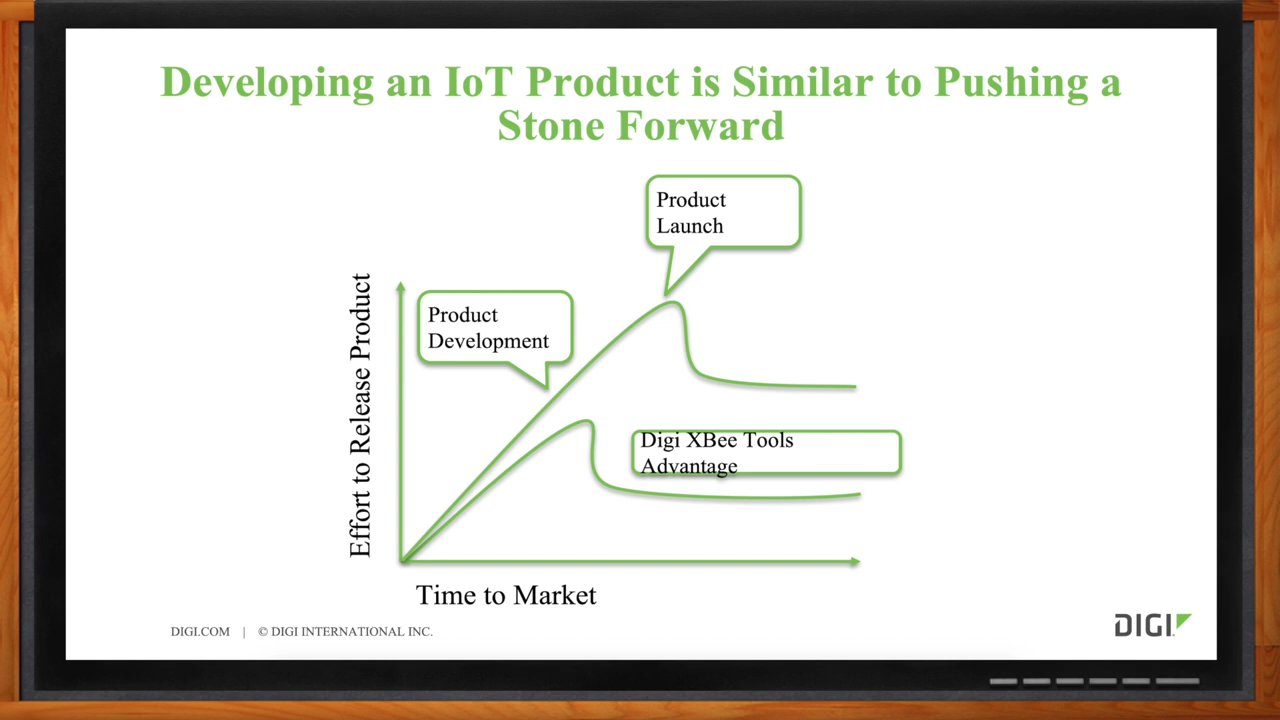 Developing an IoT Product is Similar to Pushing a
Stone Forward
Product
Launch
Product
Development
Effort to Release Product
Digi XBee Tools
Advantage
Time to Market
DIGI.COM | © DIGI INTERNATIONAL INC.
DIGI